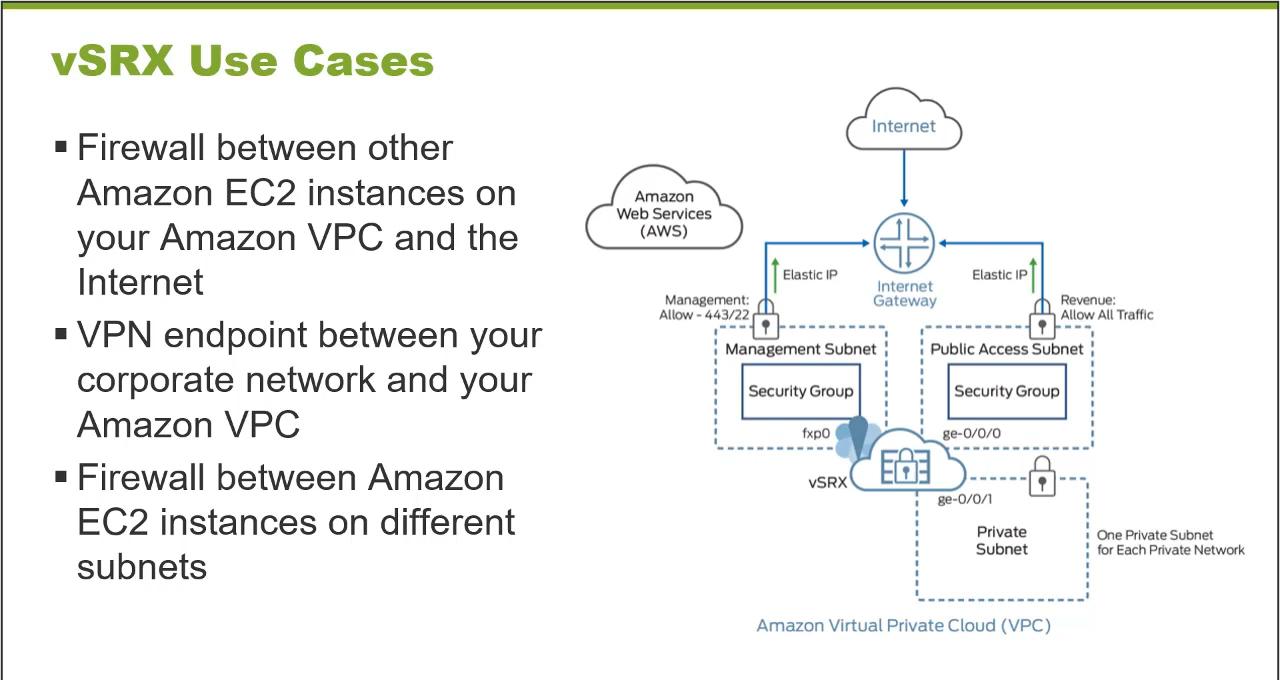 vSRX Use Cases
▪ Firewall between other
Amazon EC2 instances on
your Amazon VPC and the
Internet
▪ VPN endpoint between your
corporate network and your
Amazon VPC
▪ Firewall between Amazon
EC2 instances on different
subnets
Internet
Amazon
Web Services
(AWS)
Internet
Gateway
Elastic IP
Elastic IP
Management:
Allow - 443/22
Revenue:
Allow All Traffic
Management Subnet
Public Access Subnet
Security Group
Security Group
fxp0
ge-0/0/0
vSRX
ge-0/0/1
Private
Subnet
One Private Subnet
for Each Private Network
Amazon Virtual Private Cloud (VPC)